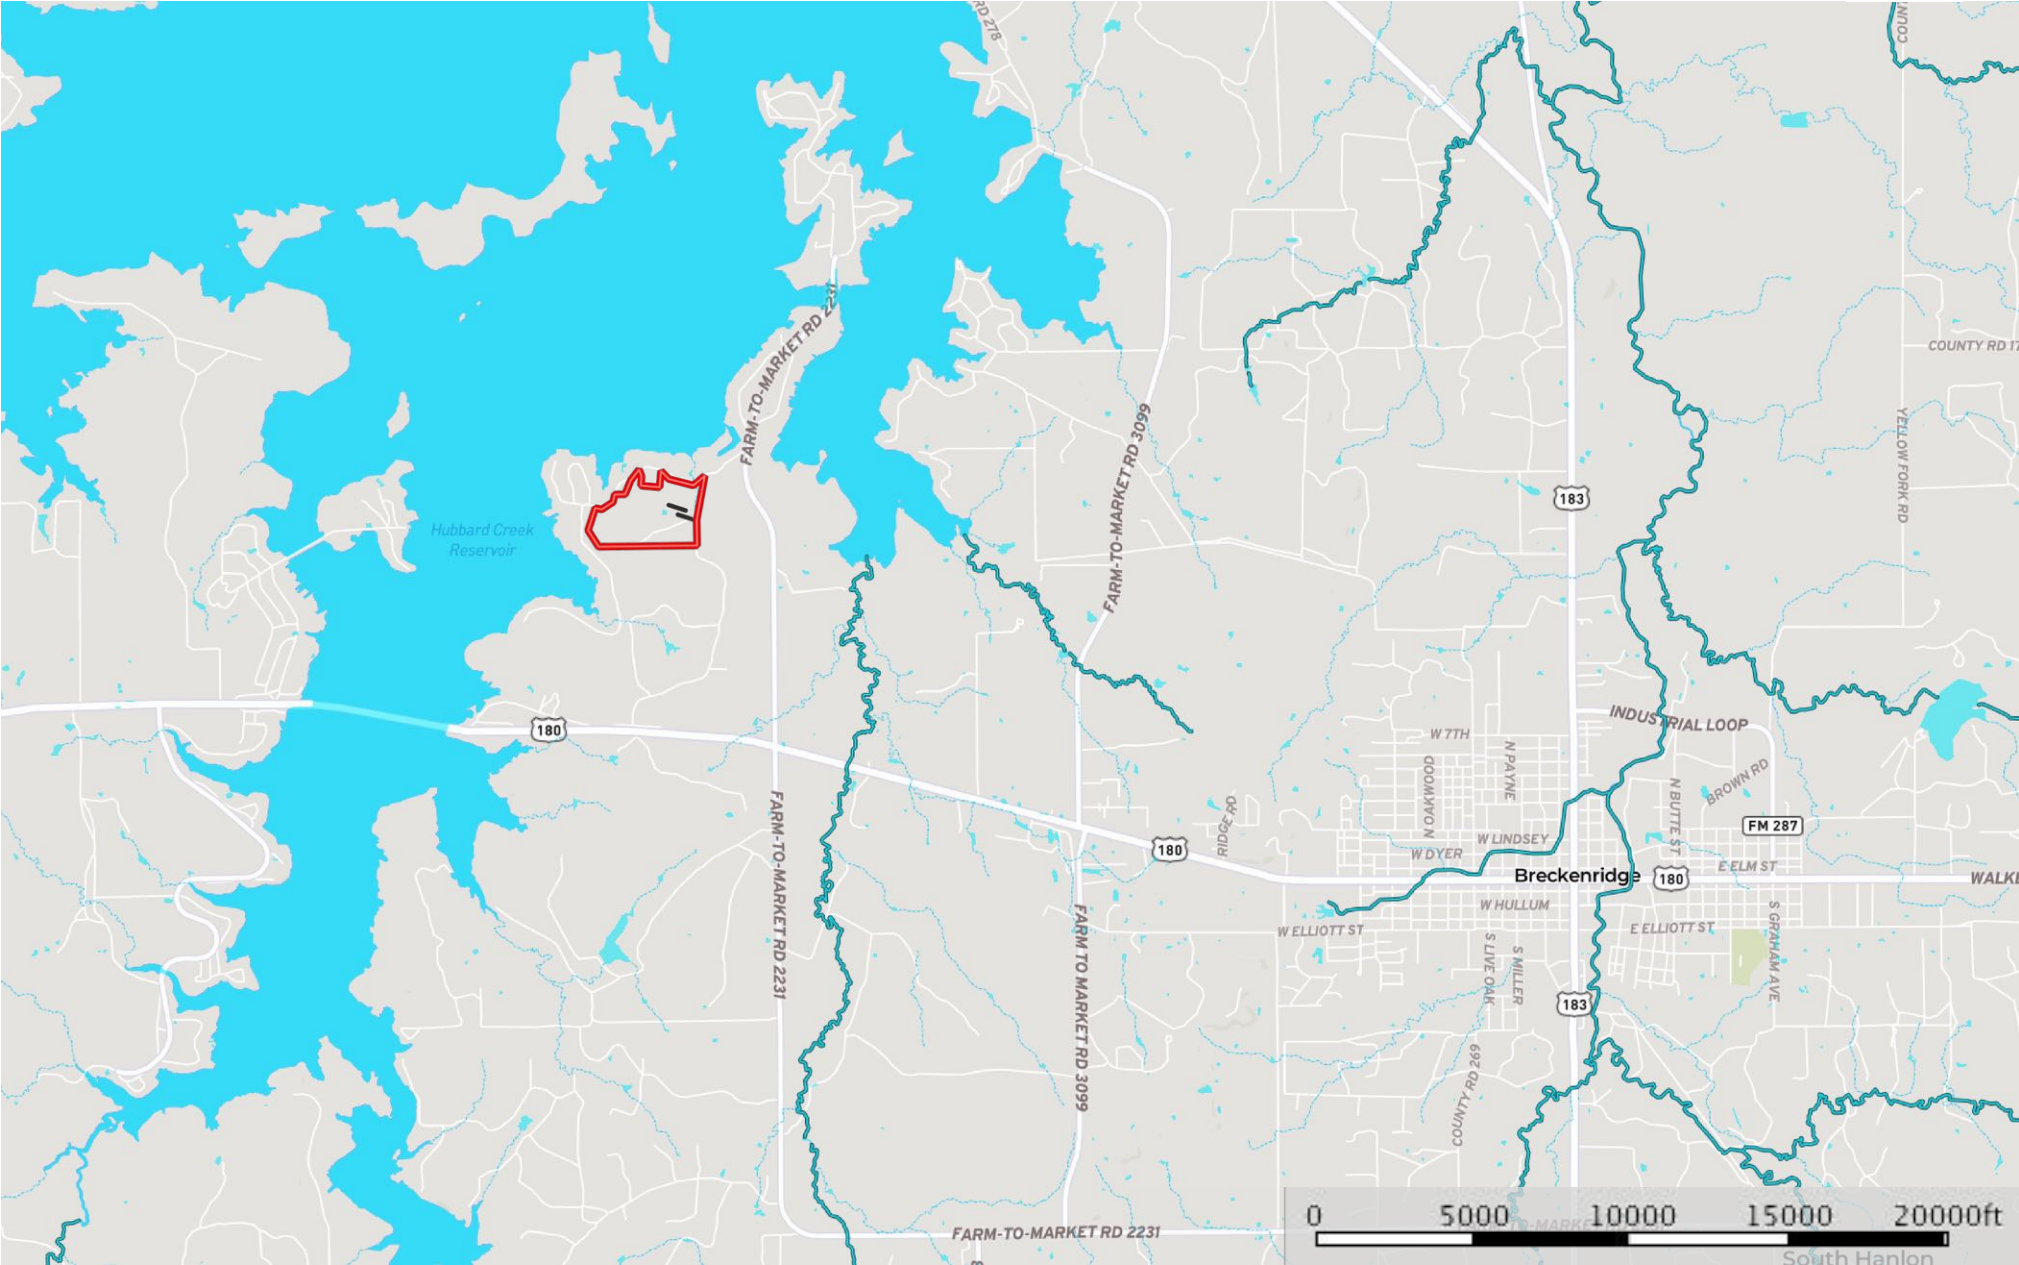 RD 278
COUN
FARM-TO-MARKET RD 2231
COUNTY RD 17
FARM-TO-MARKET RD 3099
YELLOW FORK RD
183
Hubbard Creek
Reservoir
180
INDUSTRIAL LOOP
W 7TH
N PAYNE
N OAKWOOD
BROWN RD
N BUTTE ST
FARM-TO-MARKET RD 2231
RIDGE RD
FM 287
W LINDSEY
180
W DYER
E ELM ST
Breckenridge
180
WALKE
FARM TO MARKET RD 3099
W HULLUM
S GRAHAM AVE
W ELLIOTT ST
E ELLIOTT ST
S LIVE OAK
S MILLER
183
COUNTY RD 269
0 5000 10000 15000 20000ft
FARM-TO-MARKET RD 2231
South Hanlon